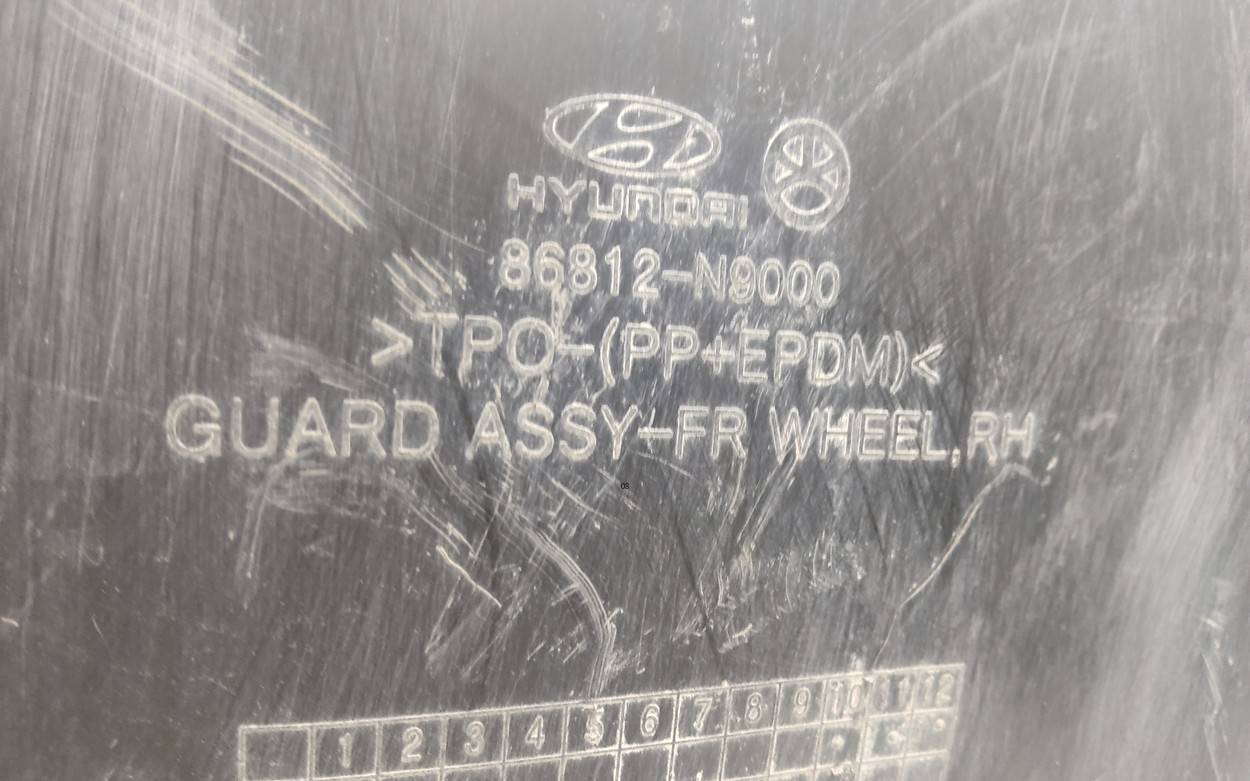 HYUNDAI
86812-N9000
>TPO-(PP+EPDM)<
GUARD ASSY-FR WHEEL,RH
03
1 2 3 4 5 6 7 8 9 10 11 12